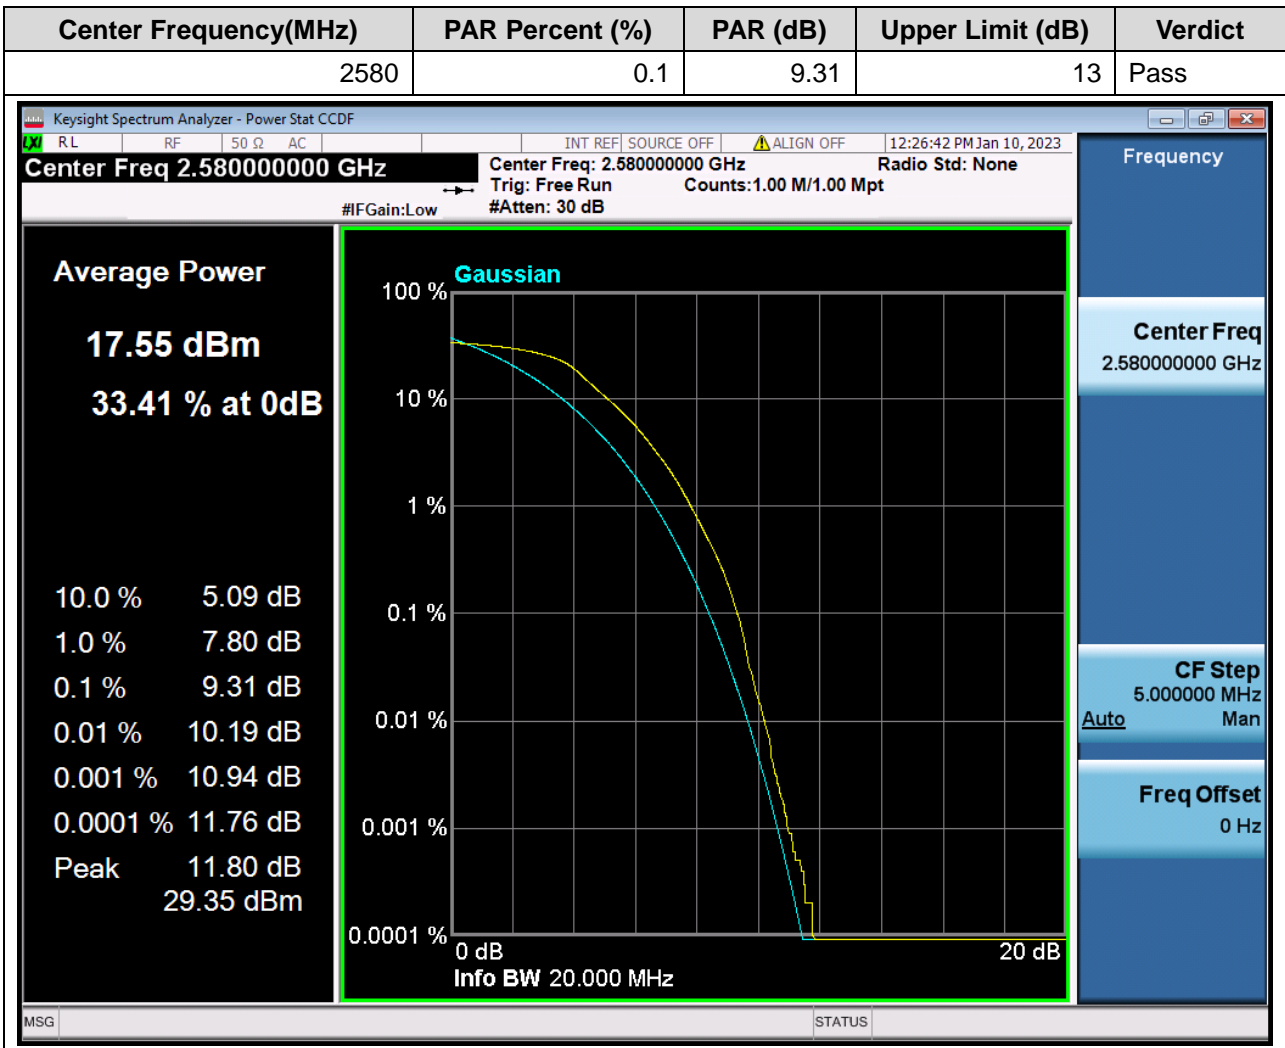 Center Frequency(MHz) PAR Percent (%) PAR (dB) Upper Limit (dB) Verdict
2580 0.1 9.31 13 Pass
Keysight Spectrum Analyzer - Power Stat CCDF
LXI RL RF 50 Ω AC INT REF SOURCE OFF ALIGN OFF 12:26:42 PM Jan 10, 2023
Center Freq 2.580000000 GHz
Center Freq: 2.580000000 GHz Radio Std: None
Trig: Free Run Counts:1.00 M/1.00 Mpt
#IFGain:Low #Atten: 30 dB
Frequency
Average Power
17.55 dBm
33.41 % at 0dB
10.0 % 5.09 dB
1.0 % 7.80 dB
0.1 % 9.31 dB
0.01 % 10.19 dB
0.001 % 10.94 dB
0.0001 % 11.76 dB
Peak 11.80 dB
29.35 dBm
Gaussian
100 %
10 %
1 %
0.1 %
0.01 %
0.001 %
0.0001 %
0 dB 20 dB
Info BW 20.000 MHz
Center Freq
2.580000000 GHz
CF Step
5.000000 MHz
Auto Man
Freq Offset
0 Hz
MSG STATUS